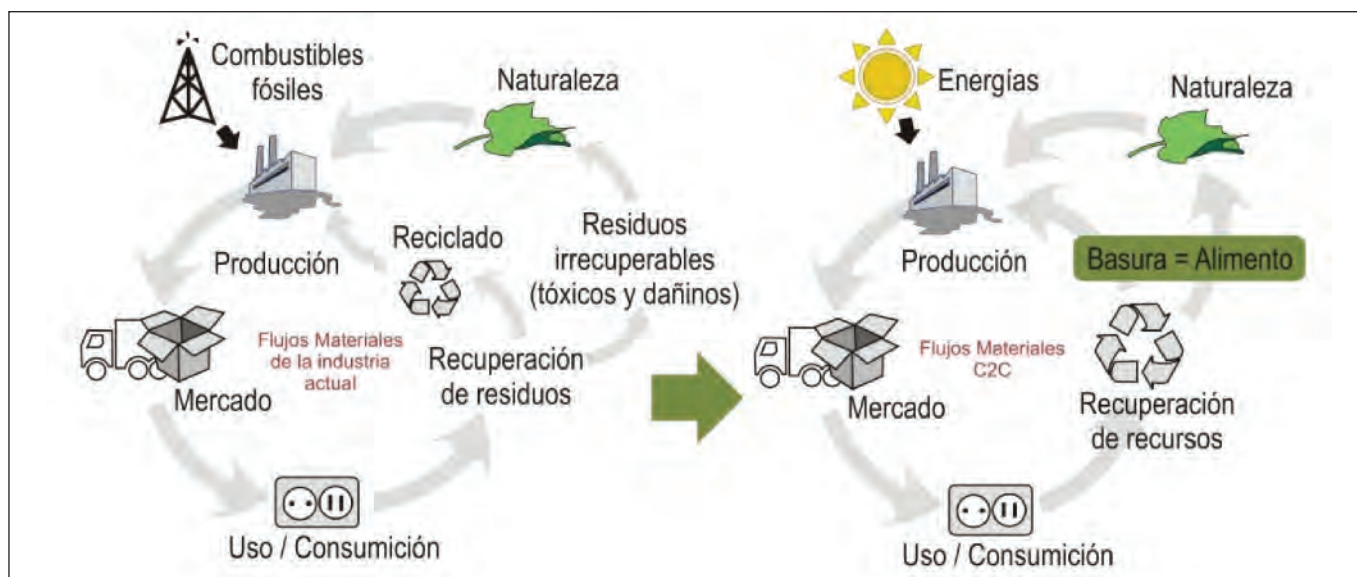 Combustibles
fósiles
Naturaleza
Producción
Reciclado
Residuos
irrecuperables
(tóxicos y dañinos)
Flujos Materiales
de la industria
actual
Mercado
Recuperación
de residuos
Uso / Consumición
Energías
Naturaleza
Producción
Basura = Alimento
Flujos Materiales
C2C
Mercado
Recuperación
de recursos
Uso / Consumición